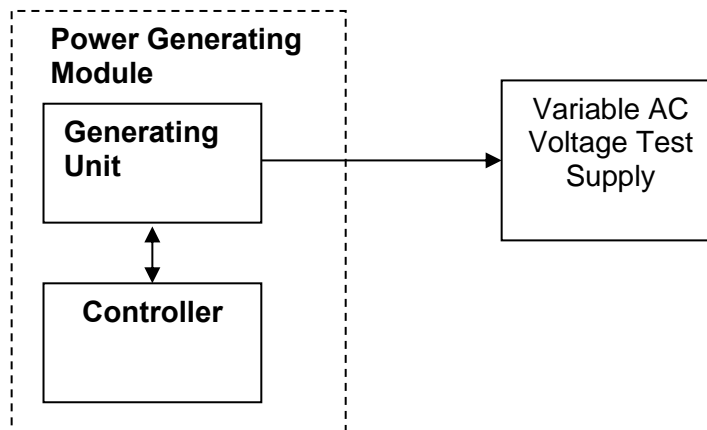 Power Generating
Module
Generating
Unit
Variable AC
Voltage Test
Supply
Controller